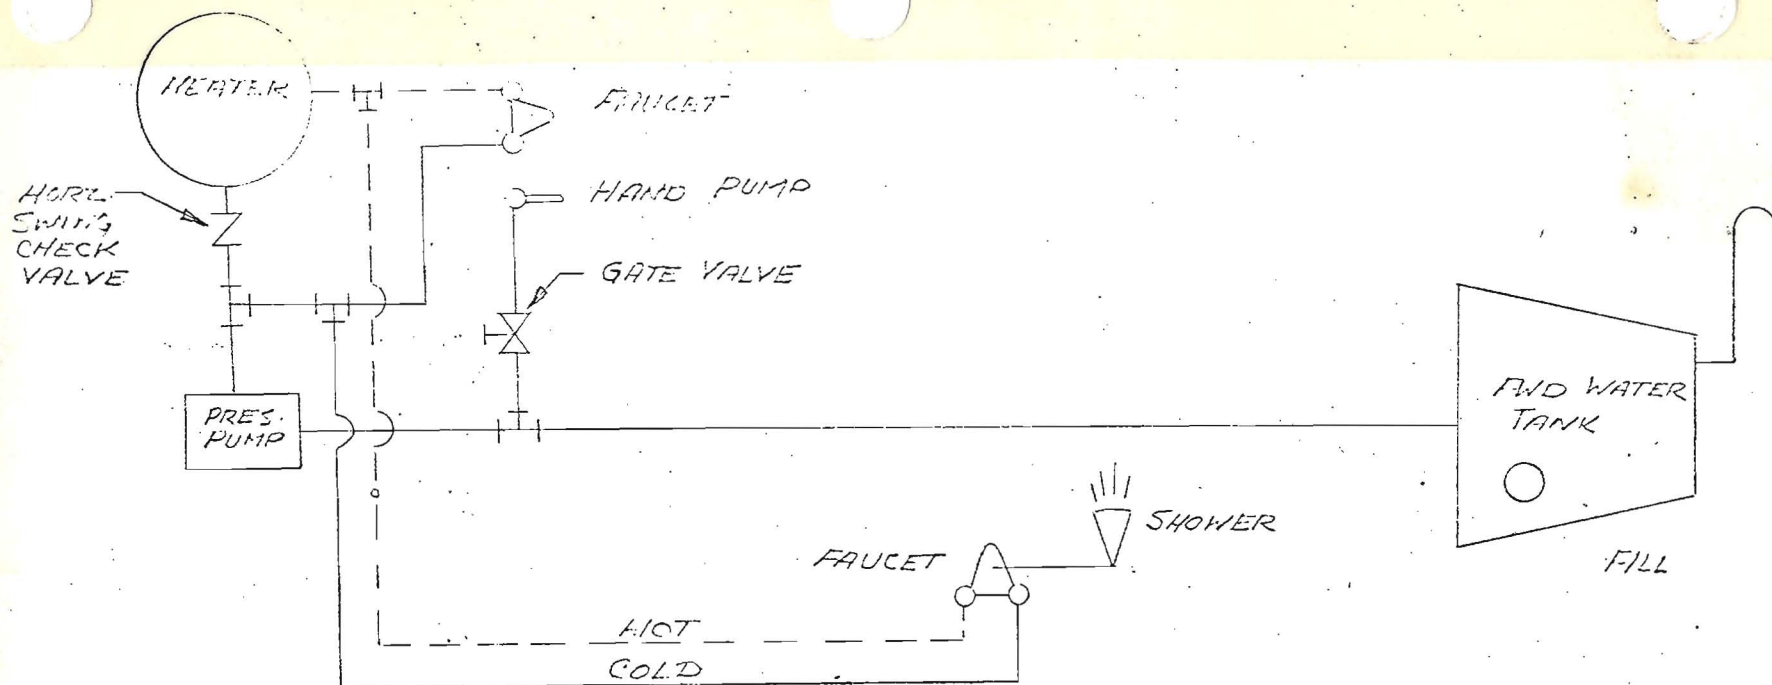 HEATER
FAUCET
HORZ.
SWING
CHECK
VALVE
HAND PUMP
GATE VALVE
PRES.
PUMP
FWD WATER
TANK
SHOWER
FAUCET
FILL
HOT
COLD